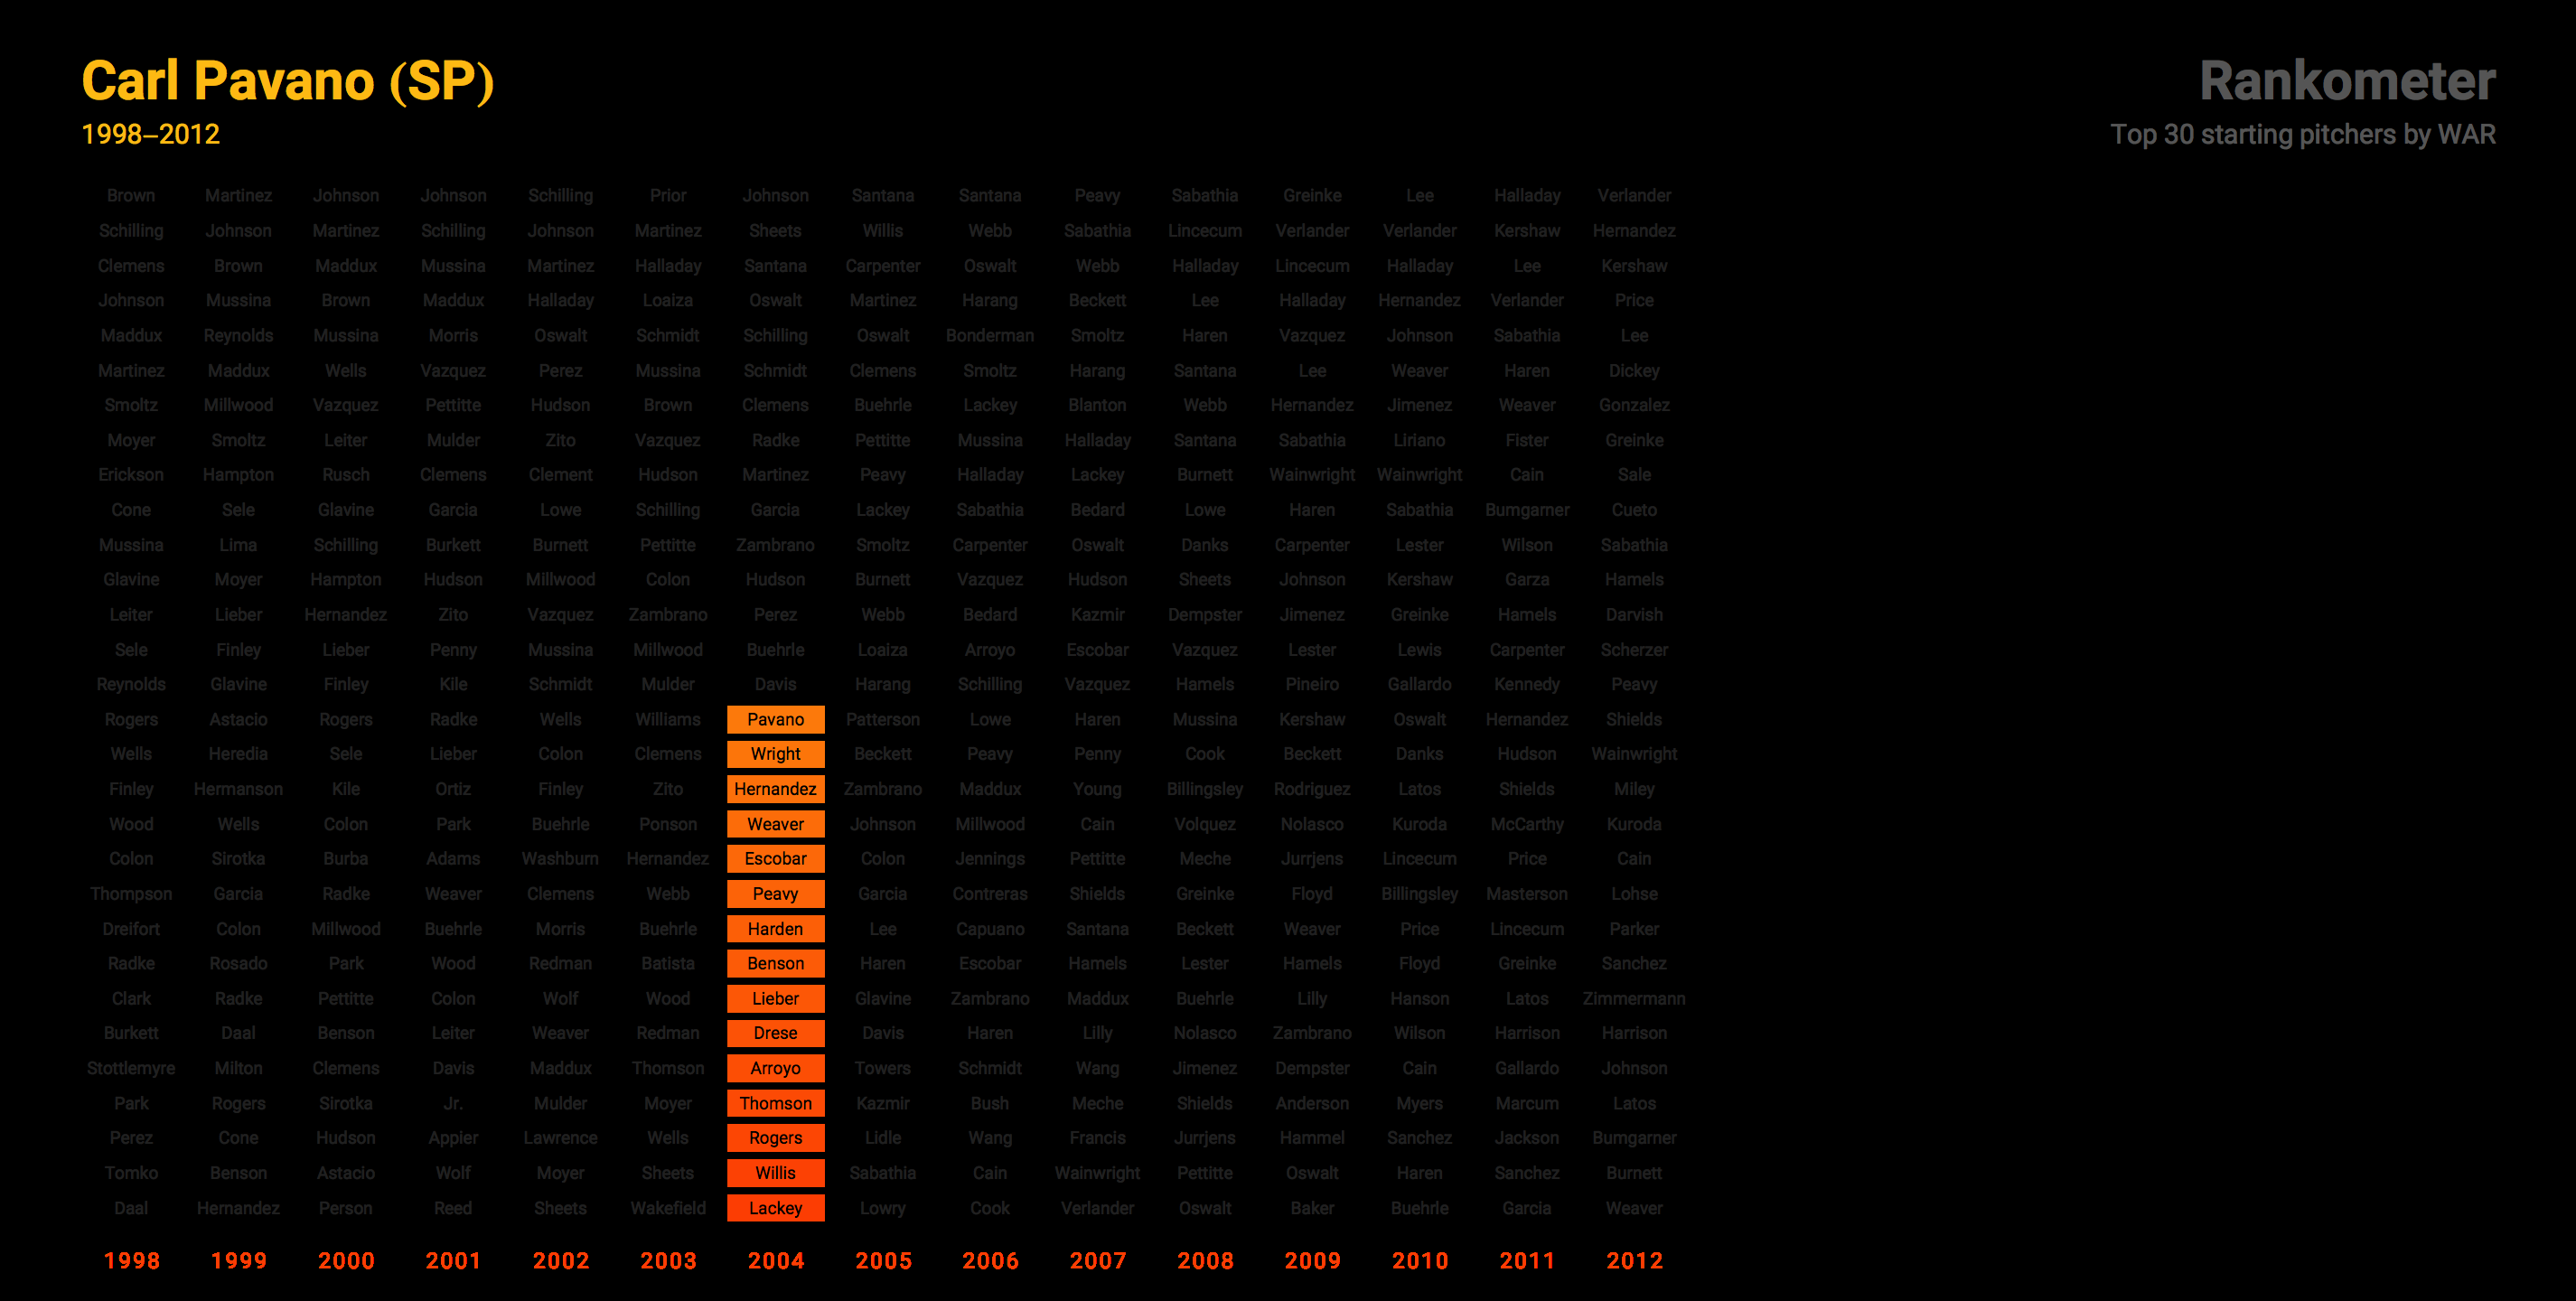 Carl Pavano (SP)
Rankometer
1998–2012
Top 30 starting pitchers by WAR
Brown Martinez Johnson Johnson Schilling Prior Johnson Santana Santana Peavy Sabathia Greinke Lee Halladay Verlander
Schilling Johnson Martinez Schilling Johnson Martinez Sheets Willis Webb Sabathia Lincecum Verlander Verlander Kershaw Hernandez
Clemens Brown Maddux Mussina Martinez Halladay Santana Carpenter Oswalt Webb Halladay Lincecum Halladay Lee Kershaw
Johnson Mussina Brown Maddux Halladay Loaiza Oswalt Martinez Harang Beckett Lee Halladay Hernandez Verlander Price
Maddux Reynolds Mussina Morris Oswalt Schmidt Schilling Oswalt Bonderman Smoltz Haren Vazquez Johnson Sabathia Lee
Martinez Maddux Wells Vazquez Perez Mussina Schmidt Clemens Smoltz Harang Santana Lee Weaver Haren Dickey
Smoltz Millwood Vazquez Pettitte Hudson Brown Clemens Buehrle Lackey Blanton Webb Hernandez Jimenez Weaver Gonzalez
Moyer Smoltz Leiter Mulder Zito Vazquez Radke Pettitte Mussina Halladay Santana Sabathia Liriano Fister Greinke
Erickson Hampton Rusch Clemens Clement Hudson Martinez Peavy Halladay Lackey Burnett Wainwright Wainwright Cain Sale
Cone Sele Glavine Garcia Lowe Schilling Garcia Lackey Sabathia Bedard Lowe Haren Sabathia Bumgarner Cueto
Mussina Lima Schilling Burkett Burnett Pettitte Zambrano Smoltz Carpenter Oswalt Danks Carpenter Lester Wilson Sabathia
Glavine Moyer Hampton Hudson Millwood Colon Hudson Burnett Vazquez Hudson Sheets Johnson Kershaw Garza Hamels
Leiter Lieber Hernandez Zito Vazquez Zambrano Perez Webb Bedard Kazmir Dempster Jimenez Greinke Hamels Darvish
Sele Finley Lieber Penny Mussina Millwood Buehrle Loaiza Arroyo Escobar Vazquez Lester Lewis Carpenter Scherzer
Reynolds Glavine Finley Kile Schmidt Mulder Davis Harang Schilling Vazquez Hamels Pineiro Gallardo Kennedy Peavy
Rogers Astacio Rogers Radke Wells Williams Pavano Patterson Lowe Haren Mussina Kershaw Oswalt Hernandez Shields
Wells Heredia Sele Lieber Colon Clemens Wright Beckett Peavy Penny Cook Beckett Danks Hudson Wainwright
Finley Hermanson Kile Ortiz Finley Zito Hernandez Zambrano Maddux Young Billingsley Rodriguez Latos Shields Miley
Wood Wells Colon Park Buehrle Ponson Weaver Johnson Millwood Cain Volquez Nolasco Kuroda McCarthy Kuroda
Colon Sirotka Burba Adams Washburn Hernandez Escobar Colon Jennings Pettitte Meche Jurrjens Lincecum Price Cain
Thompson Garcia Radke Weaver Clemens Webb Peavy Garcia Contreras Shields Greinke Floyd Billingsley Masterson Lohse
Dreifort Colon Millwood Buehrle Morris Buehrle Harden Lee Capuano Santana Beckett Weaver Price Lincecum Parker
Radke Rosado Park Wood Redman Batista Benson Haren Escobar Hamels Lester Hamels Floyd Greinke Sanchez
Clark Radke Pettitte Colon Wolf Wood Lieber Glavine Zambrano Maddux Buehrle Lilly Hanson Latos Zimmermann
Burkett Daal Benson Leiter Weaver Redman Drese Davis Haren Lilly Nolasco Zambrano Wilson Harrison Harrison
Stottlemyre Milton Clemens Davis Maddux Thomson Arroyo Towers Schmidt Wang Jimenez Dempster Cain Gallardo Johnson
Park Rogers Sirotka Jr. Mulder Moyer Thomson Kazmir Bush Meche Shields Anderson Myers Marcum Latos
Perez Cone Hudson Appier Lawrence Wells Rogers Lidle Wang Francis Jurrjens Hammel Sanchez Jackson Bumgarner
Tomko Benson Astacio Wolf Moyer Sheets Willis Sabathia Cain Wainwright Pettitte Oswalt Haren Sanchez Burnett
Daal Hernandez Person Reed Sheets Wakefield Lackey Lowry Cook Verlander Oswalt Baker Buehrle Garcia Weaver
1998 1999 2000 2001 2002 2003 2004 2005 2006 2007 2008 2009 2010 2011 2012